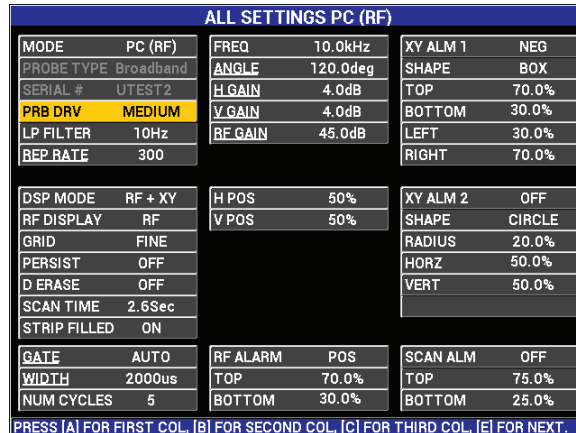 ALL SETTINGS PC (RF)
MODE PC (RF)
PROBE TYPE Broadband
SERIAL # UTEST2
PRB DRV MEDIUM
LP FILTER 10Hz
REP RATE 300
FREQ 10.0kHz
ANGLE 120.0deg
H GAIN 4.0dB
V GAIN 4.0dB
RF GAIN 45.0dB
XY ALM 1 NEG
SHAPE BOX
TOP 70.0%
BOTTOM 30.0%
LEFT 30.0%
RIGHT 70.0%
DSP MODE RF + XY
RF DISPLAY RF
GRID FINE
PERSIST OFF
D ERASE OFF
SCAN TIME 2.6Sec
STRIP FILLED ON
H POS 50%
V POS 50%
XY ALM 2 OFF
SHAPE CIRCLE
RADIUS 20.0%
HORZ 50.0%
VERT 50.0%
GATE AUTO
WIDTH 2000us
NUM CYCLES 5
RF ALARM POS
TOP 70.0%
BOTTOM 30.0%
SCAN ALM OFF
TOP 75.0%
BOTTOM 25.0%
PRESS [A] FOR FIRST COL, [B] FOR SECOND COL, [C] FOR THIRD COL, [E] FOR NEXT.